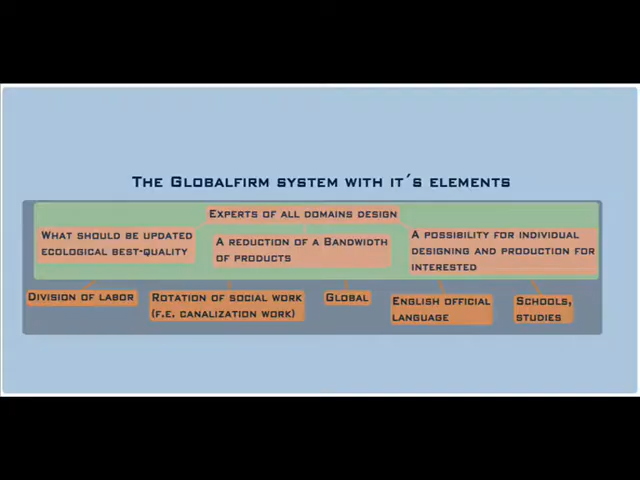 The Globalfirm system with it´s elements
Experts of all domains design
What should be updated
ecological best-quality
A reduction of a Bandwidth
of products
A possibility for individual
designing and production for
interested
Division of labor
Rotation of social work
(f.e. canalization work)
Global
English official
language
Schools,
studies